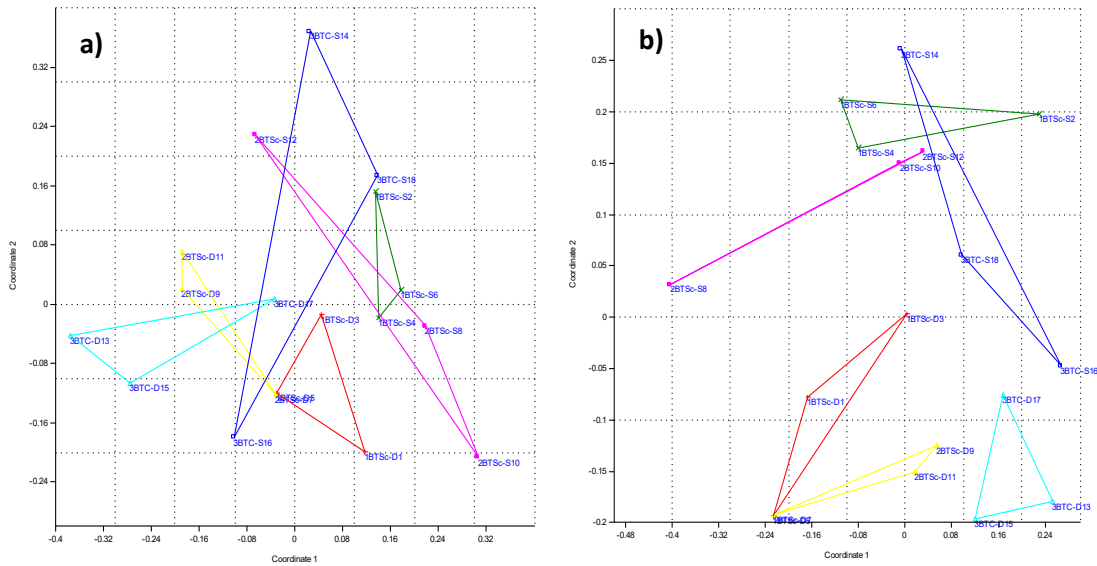 a)
3BTC-S14
2BTSc-S12
3BTC-S18
1BTSc-S2
2BTSc-D11
2BTSc-D9
1BTSc-S6
3BTC-D17
1BTSc-S4
1BTSc-D3
2BTSc-S8
3BTC-D13
3BTC-D15
1BTSc-D5
2BTSc-D7
3BTC-S16
1BTSc-D1
2BTSc-S10
0.32
0.24
0.16
0.08
0
-0.08
-0.16
-0.24
Coordinate 2
-0.4
-0.32
-0.24
-0.16
-0.08
0
0.08
0.16
0.24
0.32
Coordinate 1
b)
3BTC-S14
1BTSc-S6
1BTSc-S2
1BTSc-S4
2BTSc-S12
2BTSc-S10
3BTC-S18
2BTSc-S8
1BTSc-D3
3BTC-S16
1BTSc-D1
3BTC-D17
2BTSc-D9
2BTSc-D11
3BTC-D13
3BTC-D15
0.25
0.2
0.15
0.1
0.05
0
-0.05
-0.1
-0.15
-0.2
Coordinate 2
-0.48
-0.4
-0.32
-0.24
-0.16
-0.08
0
0.08
0.16
0.24
Coordinate 1